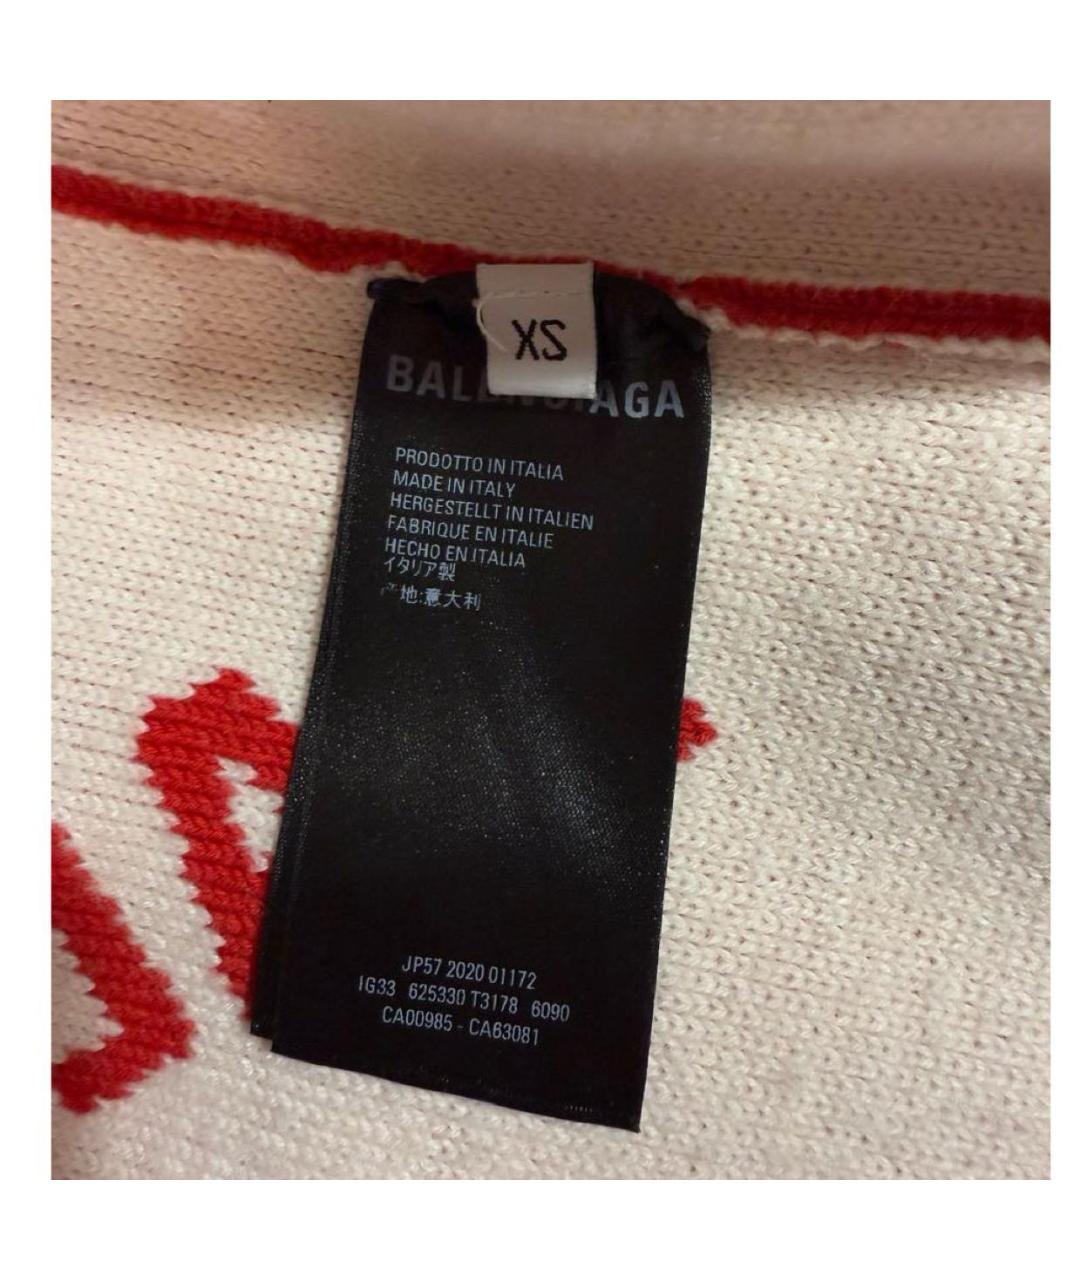 XS
BALENCIAGA
PRODOTTO IN ITALIA
MADE IN ITALY
HERGESTELLT IN ITALIEN
FABRIQUE EN ITALIE
HECHO EN ITALIA
イタリア製
产地:意大利
JP57 2020 01172
IG33 625330 T3178 6090
CA00985 - CA63081